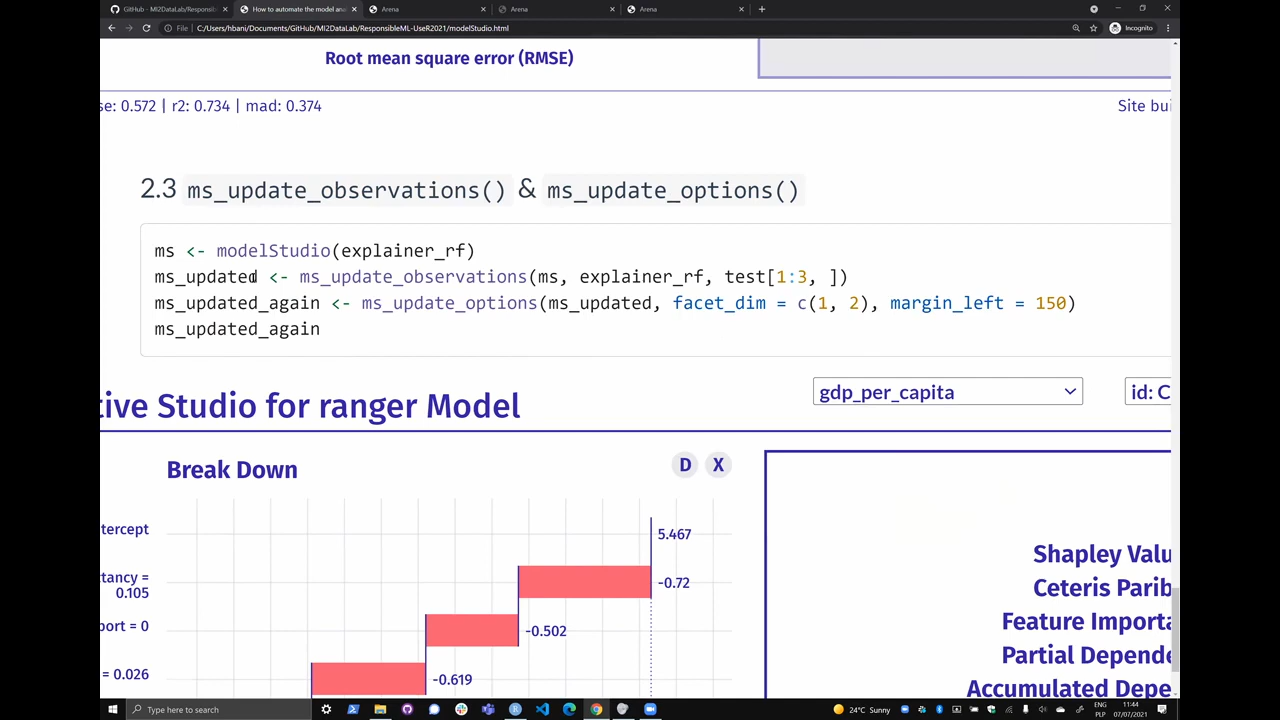 GitHub - MI2DataLab/Responsib
How to automate the model an
Arena
Arena
Arena
File | C:/Users/hbani/Documents/GitHub/MI2DataLab/ResponsibleML-UseR2021/modelStudio.html
Incognito
Root mean square error (RMSE)
se: 0.572 | r2: 0.734 | mad: 0.374
Site bui
2.3 ms_update_observations() & ms_update_options()
ms <- modelStudio(explainer_rf)
ms_updated <- ms_update_observations(ms, explainer_rf, test[1:3, ])
ms_updated_again <- ms_update_options(ms_updated, facet_dim = c(1, 2), margin_left = 150)
ms_updated_again
tive Studio for ranger Model
gdp_per_capita
id: C
Break Down
D X
tercept
5.467
tancy =
0.105
-0.72
port = 0
-0.502
= 0.026
-0.619
Shapley Valu
Ceteris Parib
Feature Importa
Partial Depende
Accumulated Depe
Type here to search
24°C Sunny
ENG
PLP
11:44
07/07/2021